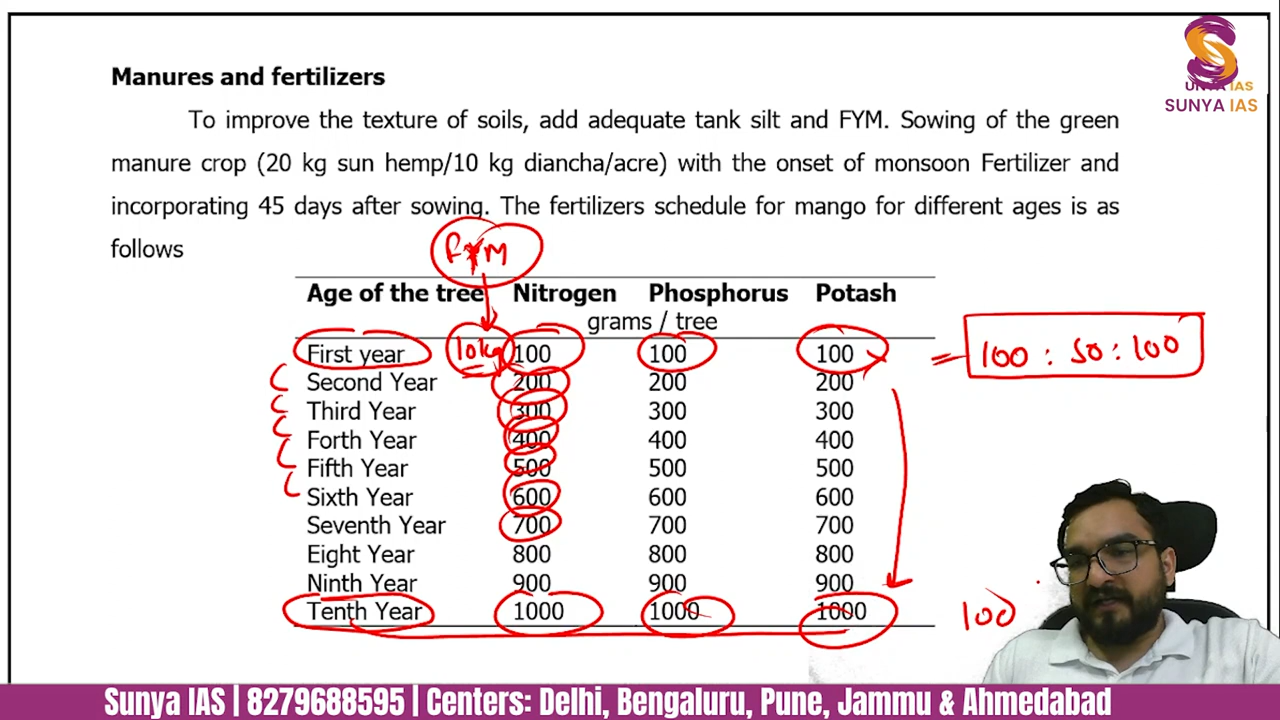 UNYA IAS
SUNYA IAS
Manures and fertilizers
To improve the texture of soils, add adequate tank silt and FYM. Sowing of the green
manure crop (20 kg sun hemp/10 kg diancha/acre) with the onset of monsoon Fertilizer and
incorporating 45 days after sowing. The fertilizers schedule for mango for different ages is as
follows
FYM
Age of the tree Nitrogen Phosphorus Potash
grams / tree
First year 10kg 100 100 100 = 100 : 50 : 100
Second Year 200 200 200
Third Year 300 300 300
Forth Year 400 400 400
Fifth Year 500 500 500
Sixth Year 600 600 600
Seventh Year 700 700 700
Eight Year 800 800 800
Ninth Year 900 900 900
Tenth Year 1000 1000 1000 100
Sunya IAS | 8279688595 | Centers: Delhi, Bengaluru, Pune, Jammu & Ahmedabad